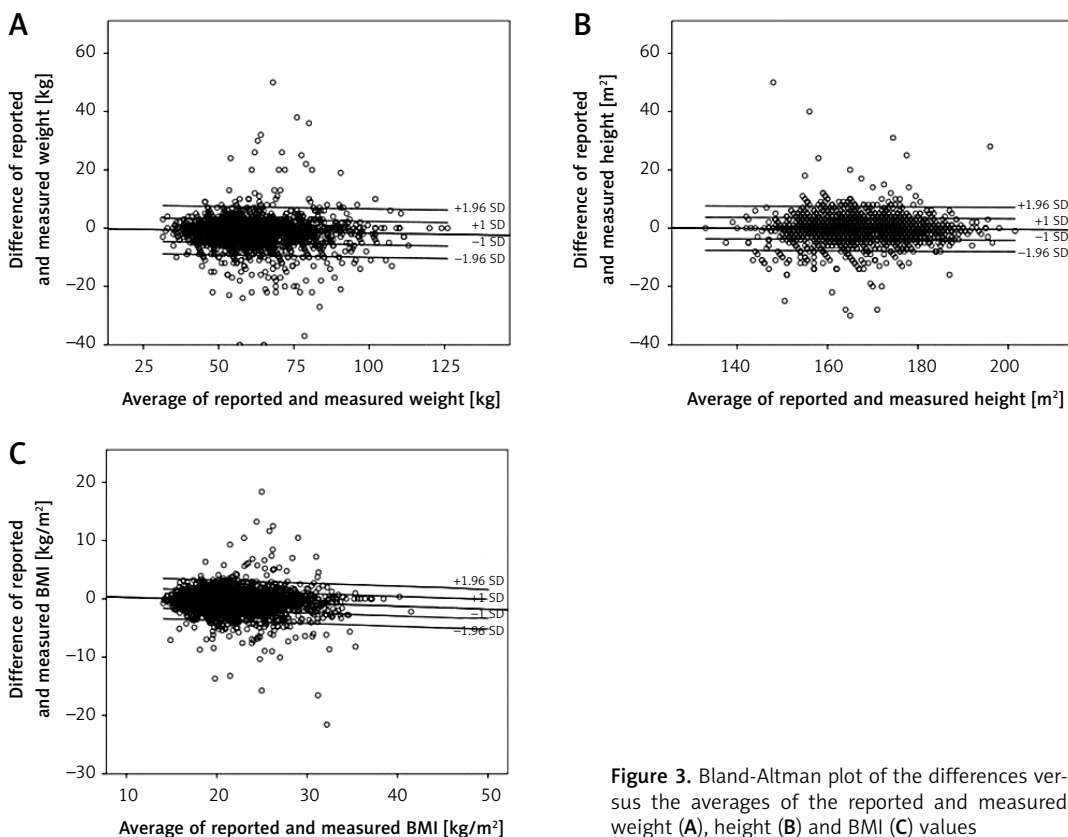 A
Difference of reported
and measured weight [kg]
60
40
20
0
−20
−40
+1.96 SD
+1 SD
−1 SD
−1.96 SD
25
50
75
100
125
Average of reported and measured weight [kg]
B
Difference of reported
and measured height [m²]
60
40
20
0
−20
−40
+1.96 SD
+1 SD
−1 SD
−1.96 SD
140
160
180
200
Average of reported and measured height [m²]
C
Difference of reported
and measured BMI [kg/m²]
20
10
0
−10
−20
−30
+1.96 SD
+1 SD
−1 SD
−1.96 SD
10
20
30
40
50
Average of reported and measured BMI [kg/m²]
Figure 3. Bland-Altman plot of the differences ver-
sus the averages of the reported and measured
weight (A), height (B) and BMI (C) values